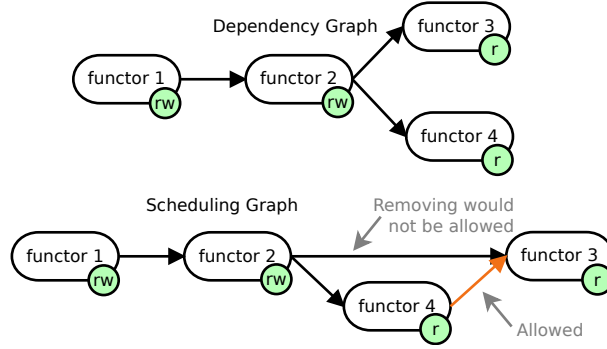 Dependency Graph
functor 3
r
functor 1
rw
functor 2
rw
functor 4
r
Scheduling Graph
Removing would
not be allowed
functor 1
rw
functor 2
rw
functor 3
r
functor 4
r
Allowed